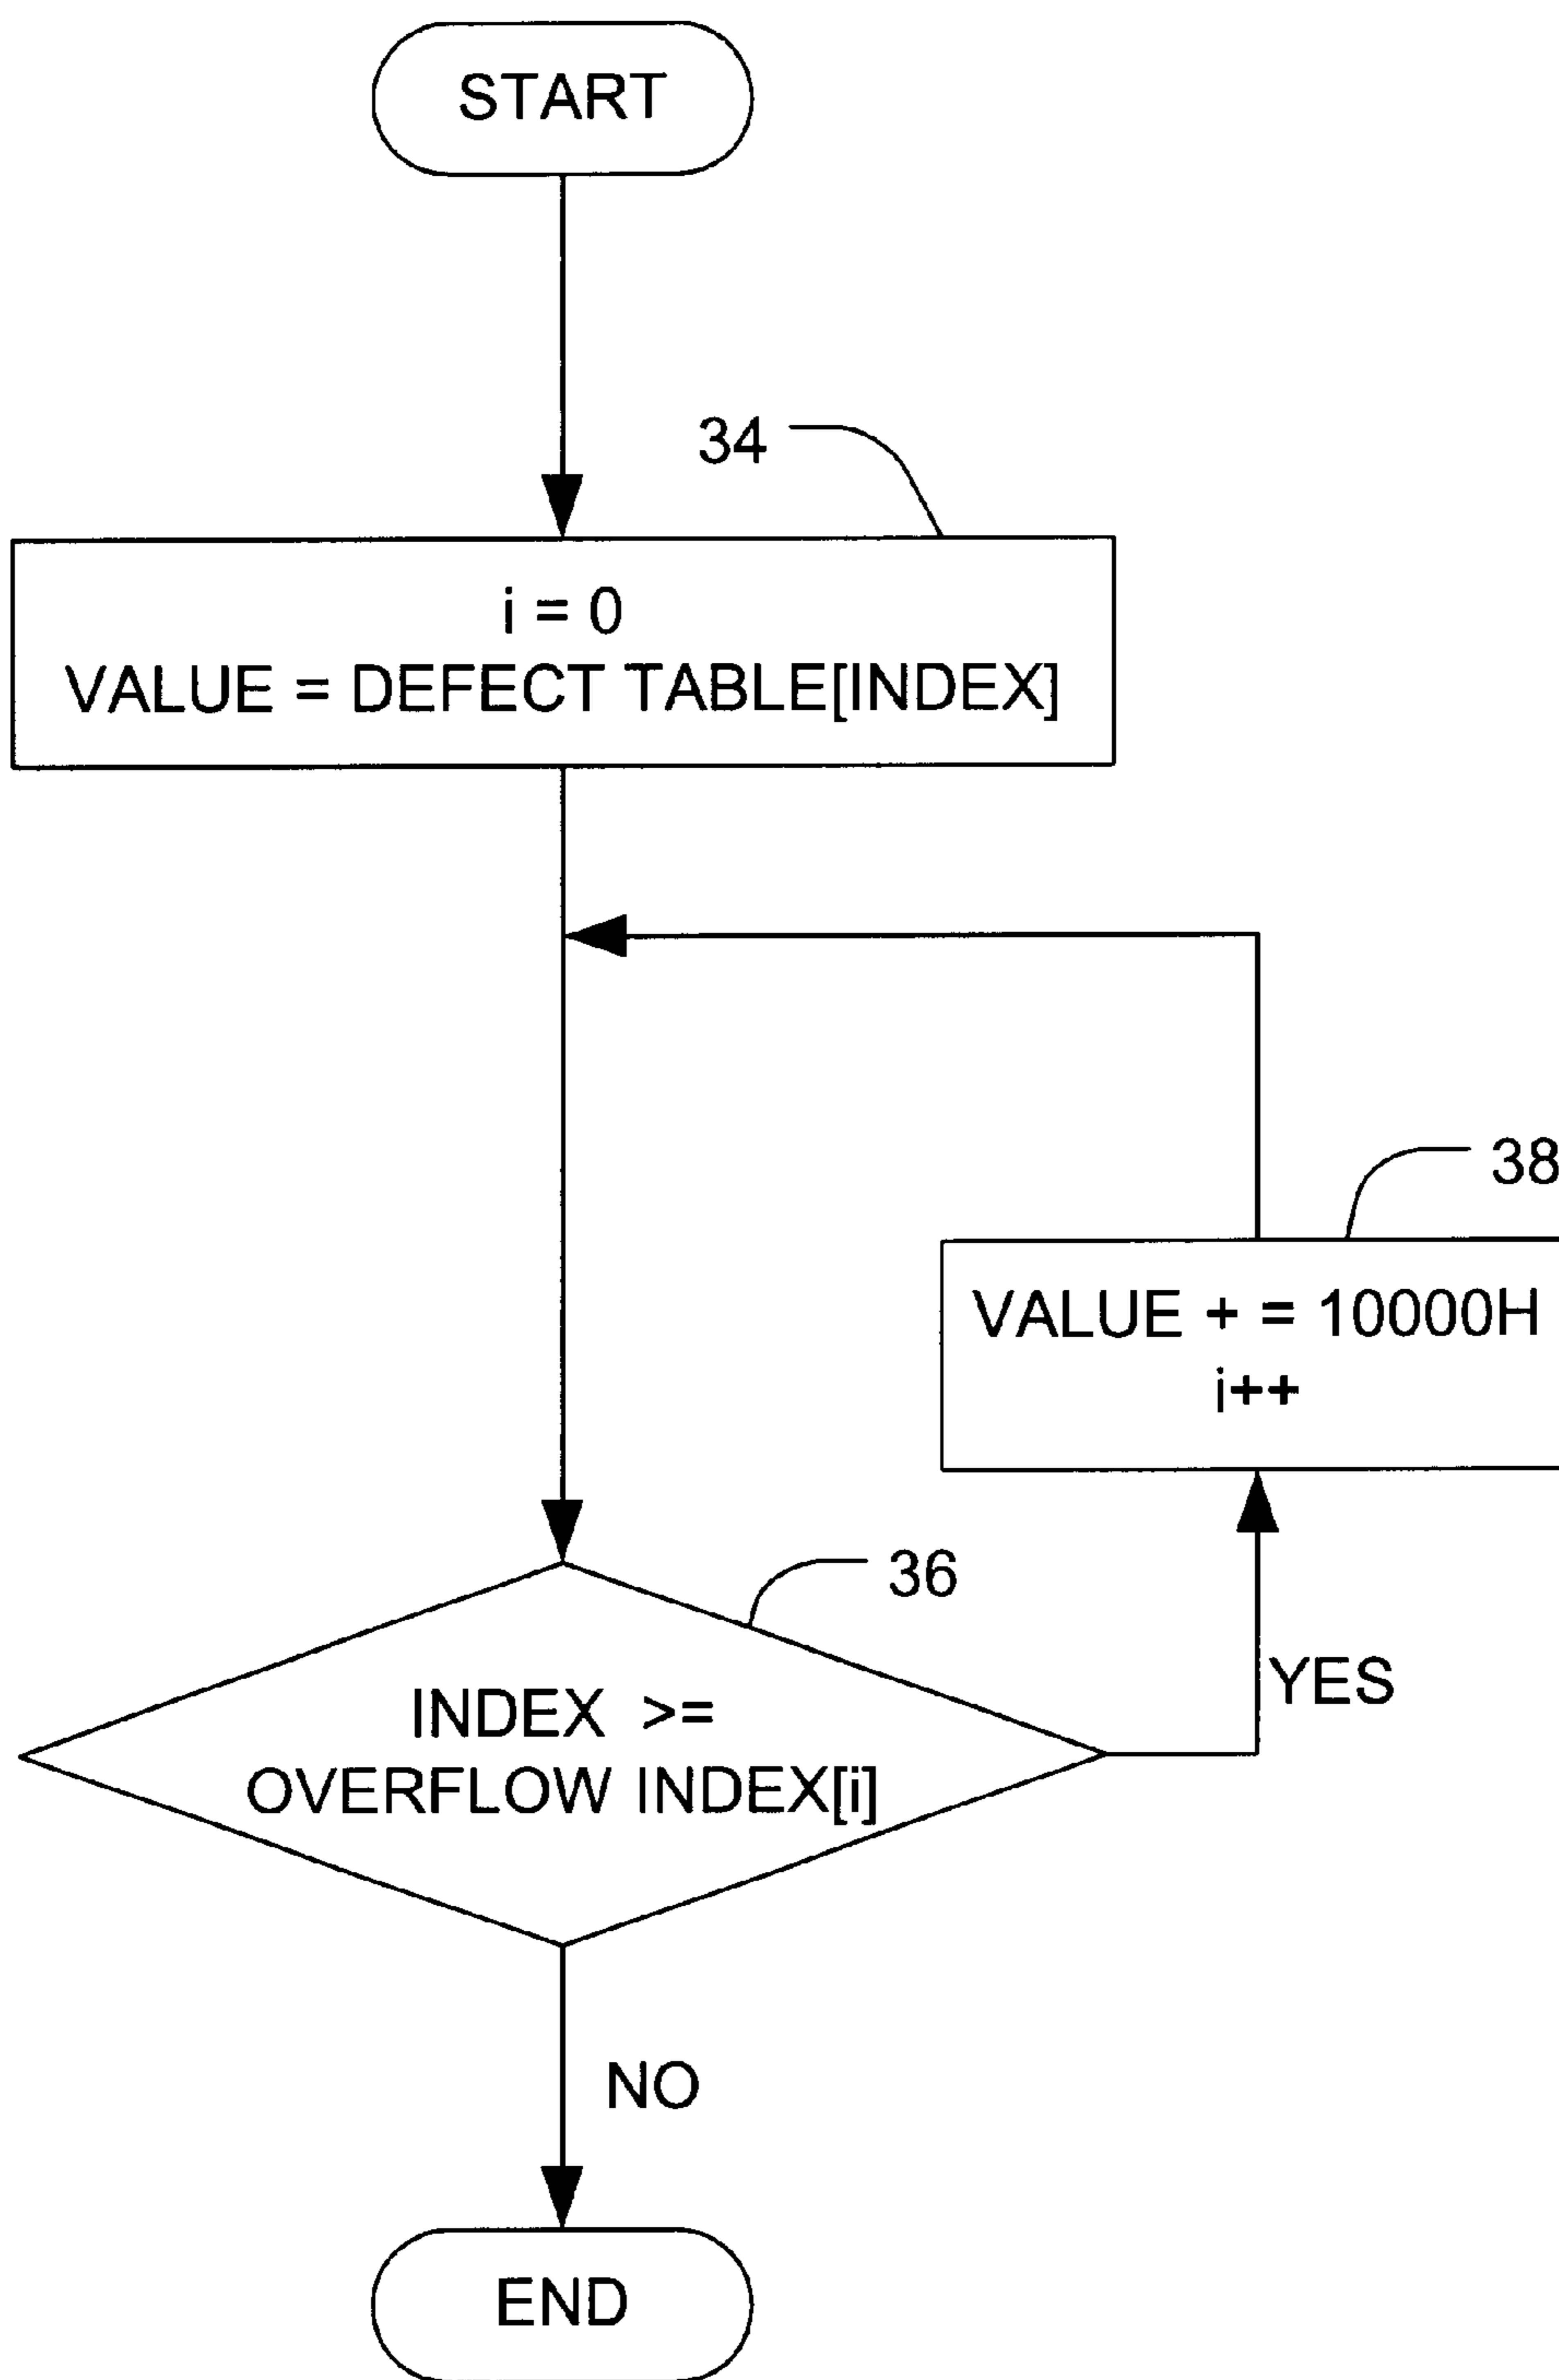 START
34
i = 0
VALUE = DEFECT TABLE[INDEX]
38
VALUE + = 10000H
i++
36
INDEX >=
OVERFLOW INDEX[i]
YES
NO
END